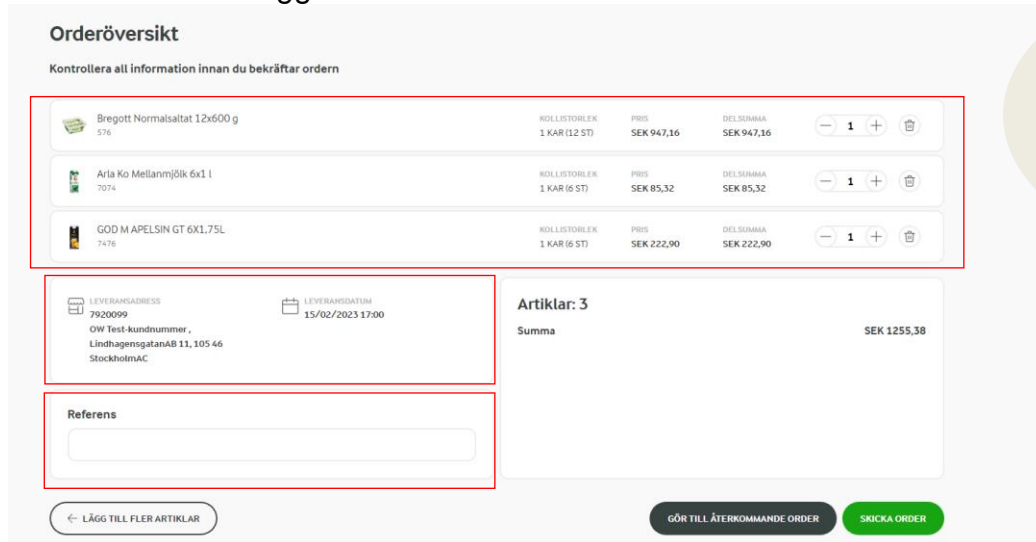 Orderöversikt
Kontrollera all information innan du bekräftar ordern
Bregott Normalsaltat 12x600 g
576
KOLLISTORLEK
1 KAR (12 ST)
PRIS
SEK 947,16
DELSUMMA
SEK 947,16
1
Arla Ko Mellanmjölk 6x1 l
7074
KOLLISTORLEK
1 KAR (6 ST)
PRIS
SEK 85,32
DELSUMMA
SEK 85,32
1
GOD M APELSIN GT 6X1,75L
7476
KOLLISTORLEK
1 KAR (6 ST)
PRIS
SEK 222,90
DELSUMMA
SEK 222,90
1
LEVERANSADRESS
7920099
OW Test-kundnummer ,
LindhagensgatanAB 11, 105 46
StockholmAC
LEVERANSDATUM
15/02/2023 17:00
Artiklar: 3
Summa SEK 1255,38
Referens
← LÄGG TILL FLER ARTIKLAR
GÖR TILL ÅTERKOMMANDE ORDER
SKICKA ORDER